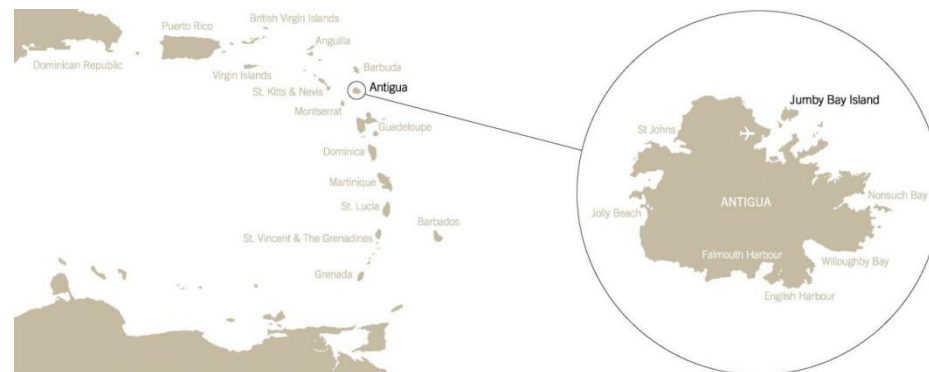 British Virgin Islands
Puerto Rico
Anguilla
Dominican Republic
Barbuda
Virgin Islands
St. Kitts & Nevis
Antigua
Montserrat
Guadeloupe
Dominica
Martinique
St. Lucia
Barbados
St. Vincent & The Grenadines
Grenada
Jumby Bay Island
St Johns
Nonsuch Bay
ANTIGUA
Jolly Beach
Falmouth Harbour
Willoughby Bay
English Harbour